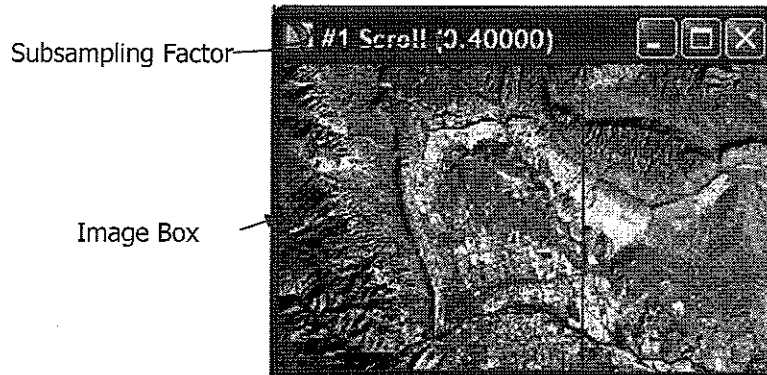 Subsampling Factor
#1 Scroll (0.40000)
Image Box